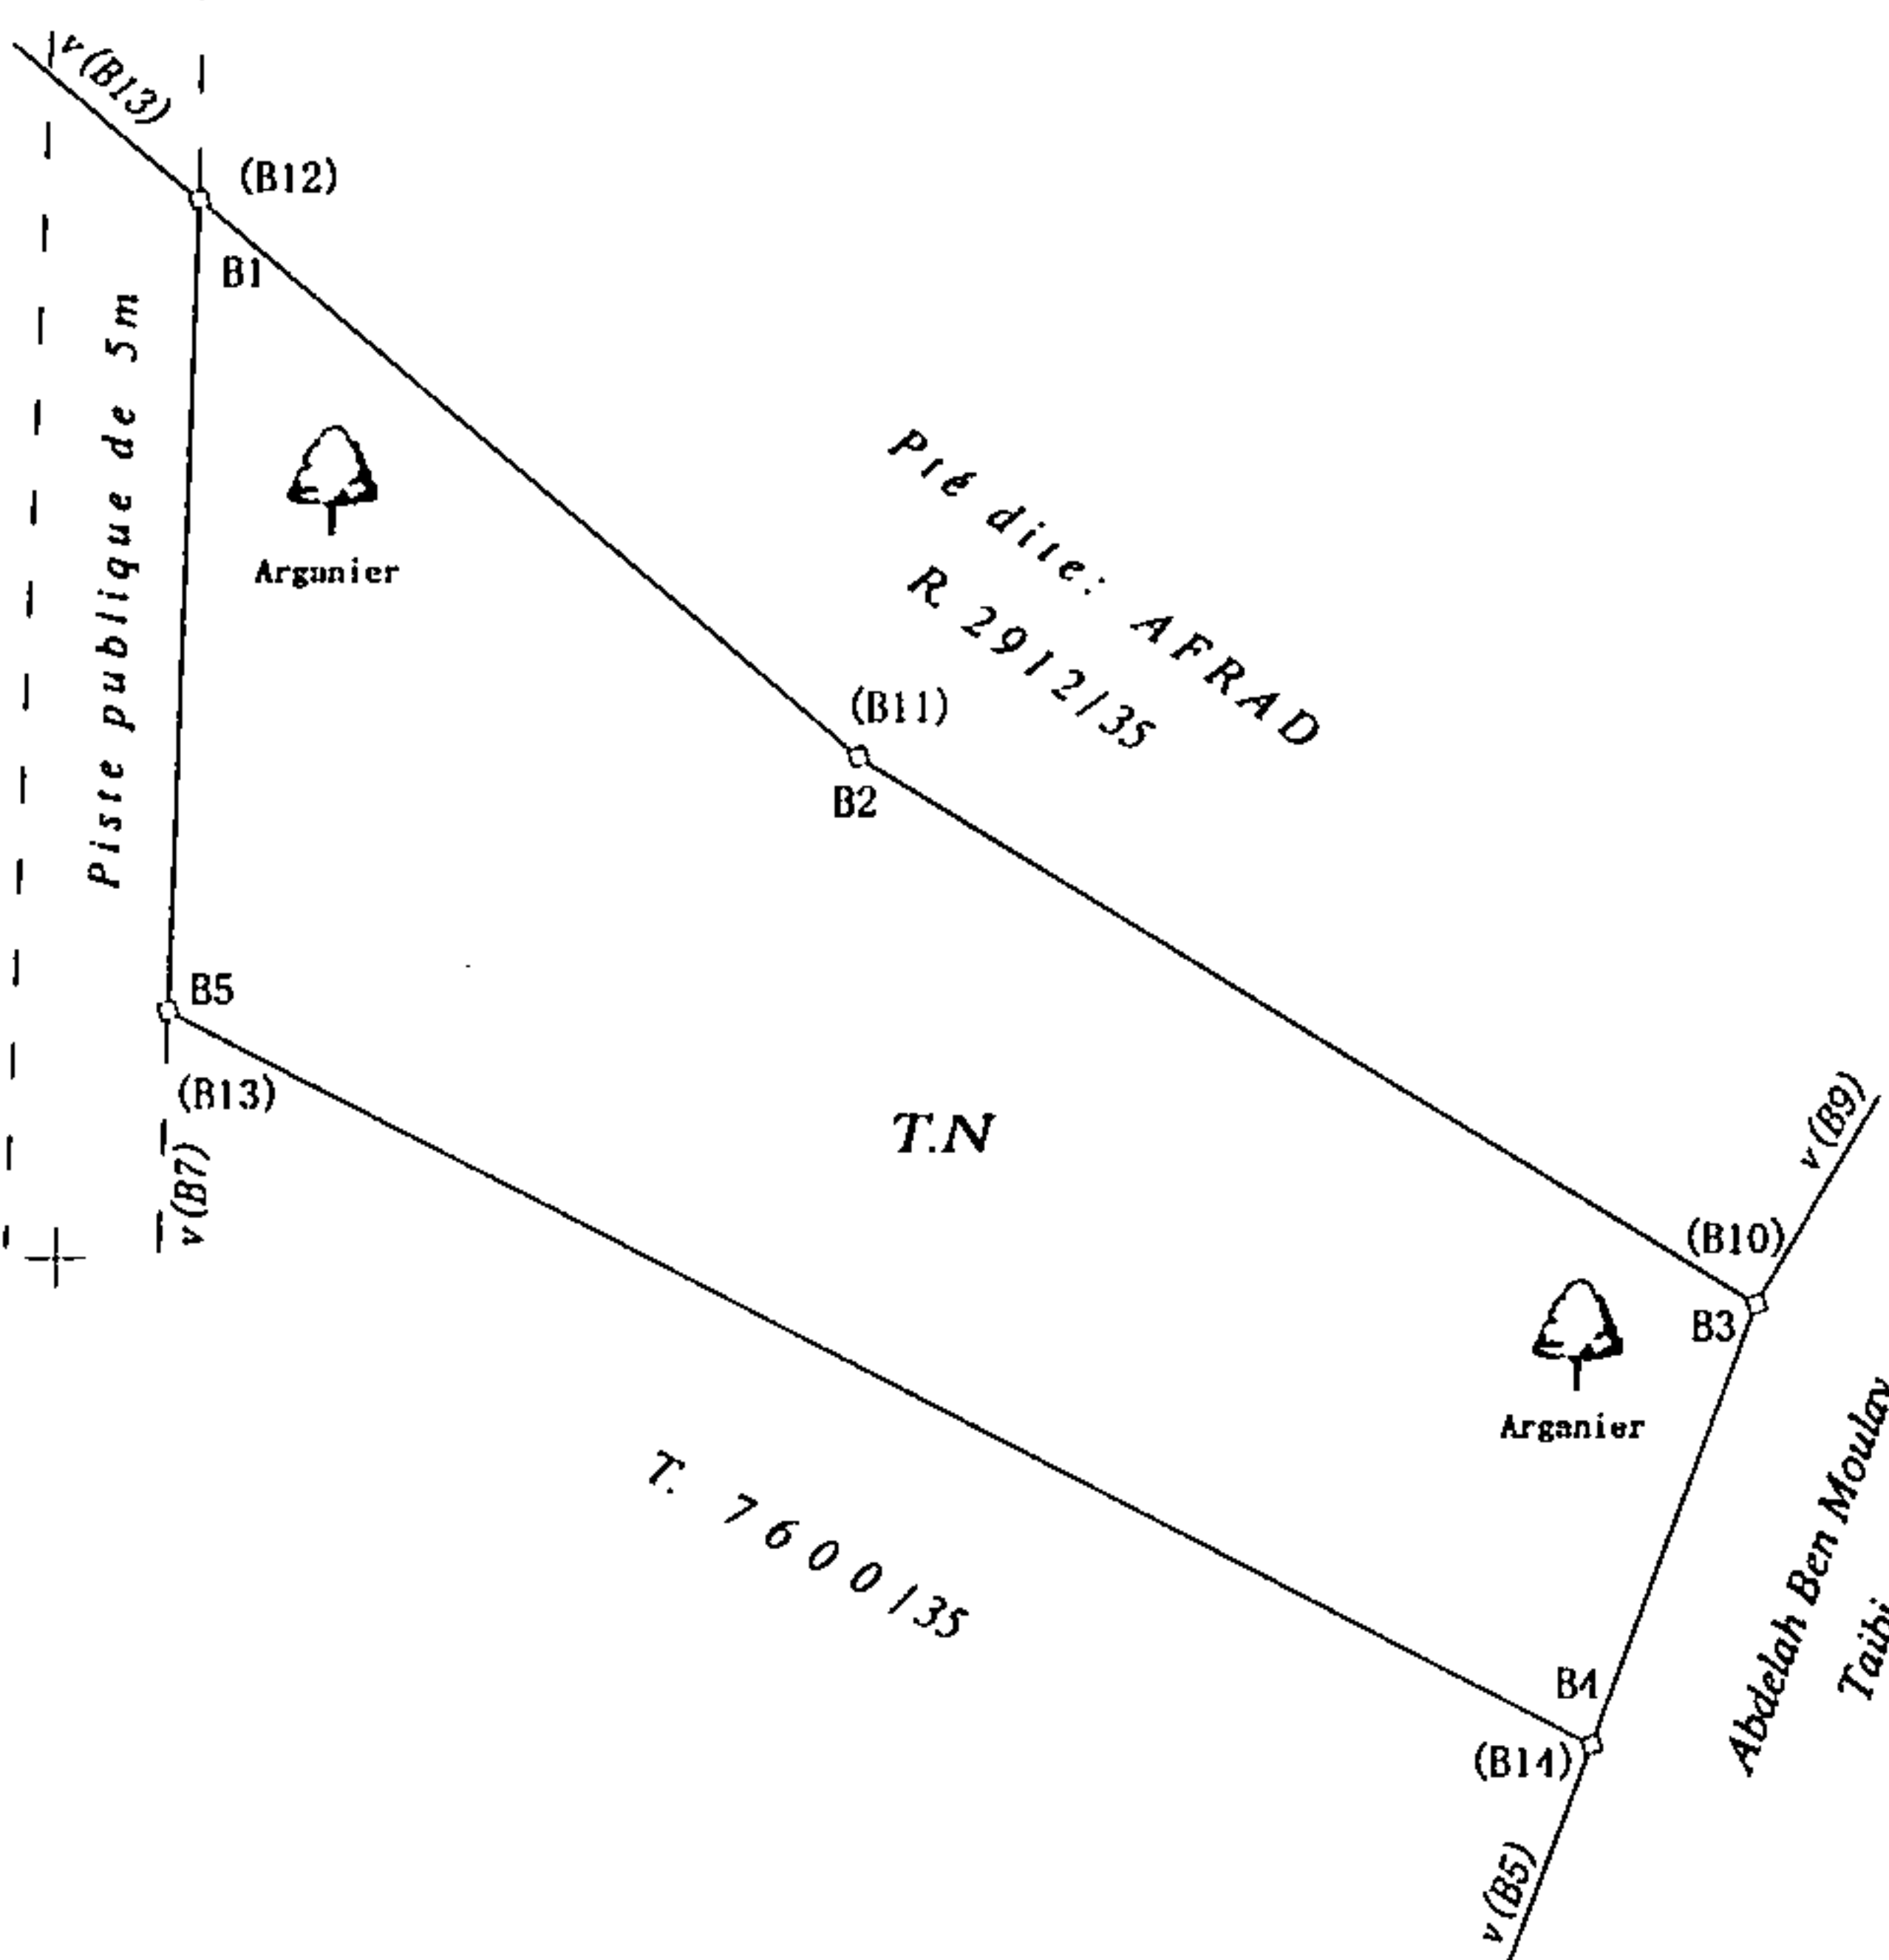 v(B13)
(B12)
B1
Piste publique de 5m
Arganier
Pté dite: AFRAD
R 2912/35
(B11)
B2
B5
(B13)
v(B7)
T.N
v(B9)
(B10)
B3
Arganier
Abdelah Ben Moulay
Taibi
T. 7600/35
B4
(B14)
v(B5)